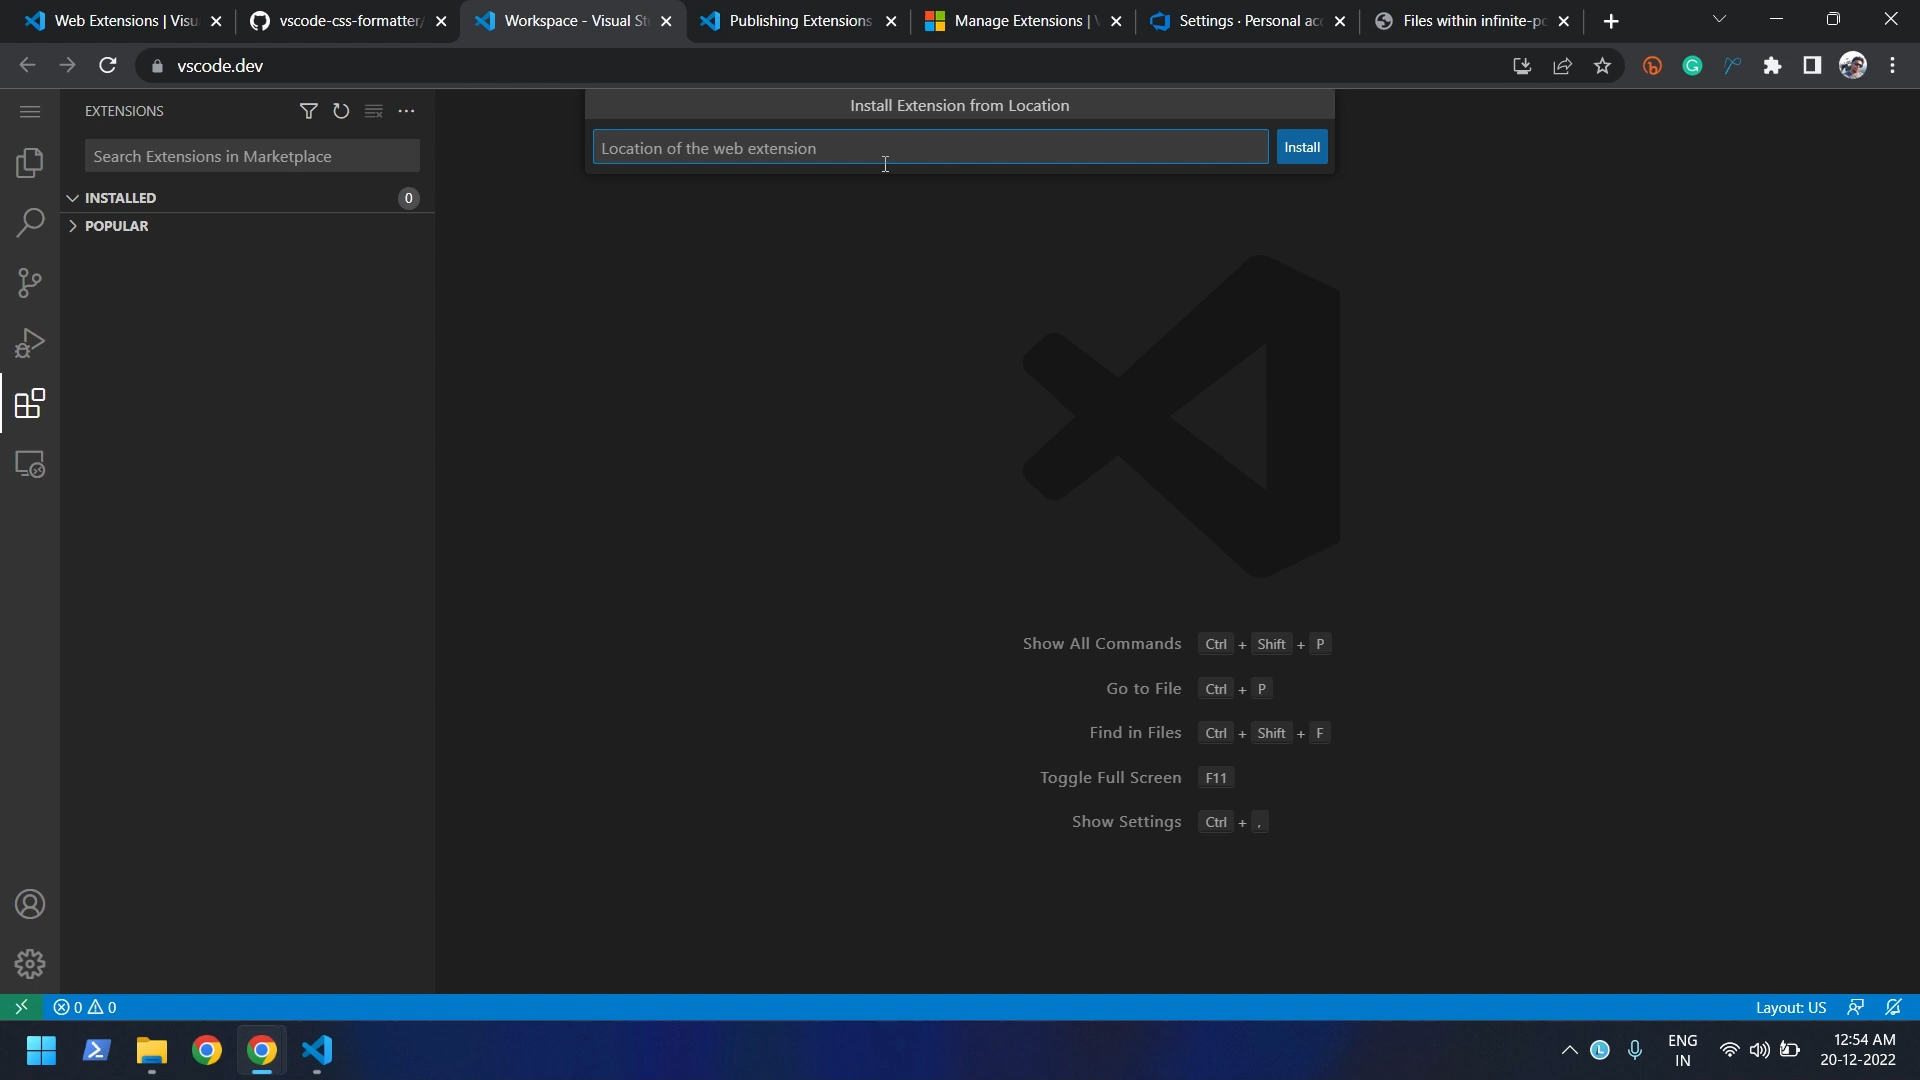 Web Extensions | Visu
vscode-css-formatter/
Workspace - Visual St
Publishing Extensions
Manage Extensions | V
Settings · Personal acc
Files within infinite-po
vscode.dev
EXTENSIONS
Search Extensions in Marketplace
INSTALLED
0
POPULAR
Install Extension from Location
Location of the web extension
Install
Show All Commands Ctrl + Shift + P
Go to File Ctrl + P
Find in Files Ctrl + Shift + F
Toggle Full Screen F11
Show Settings Ctrl + ,
0 0
Layout: US
ENG
IN
12:54 AM
20-12-2022